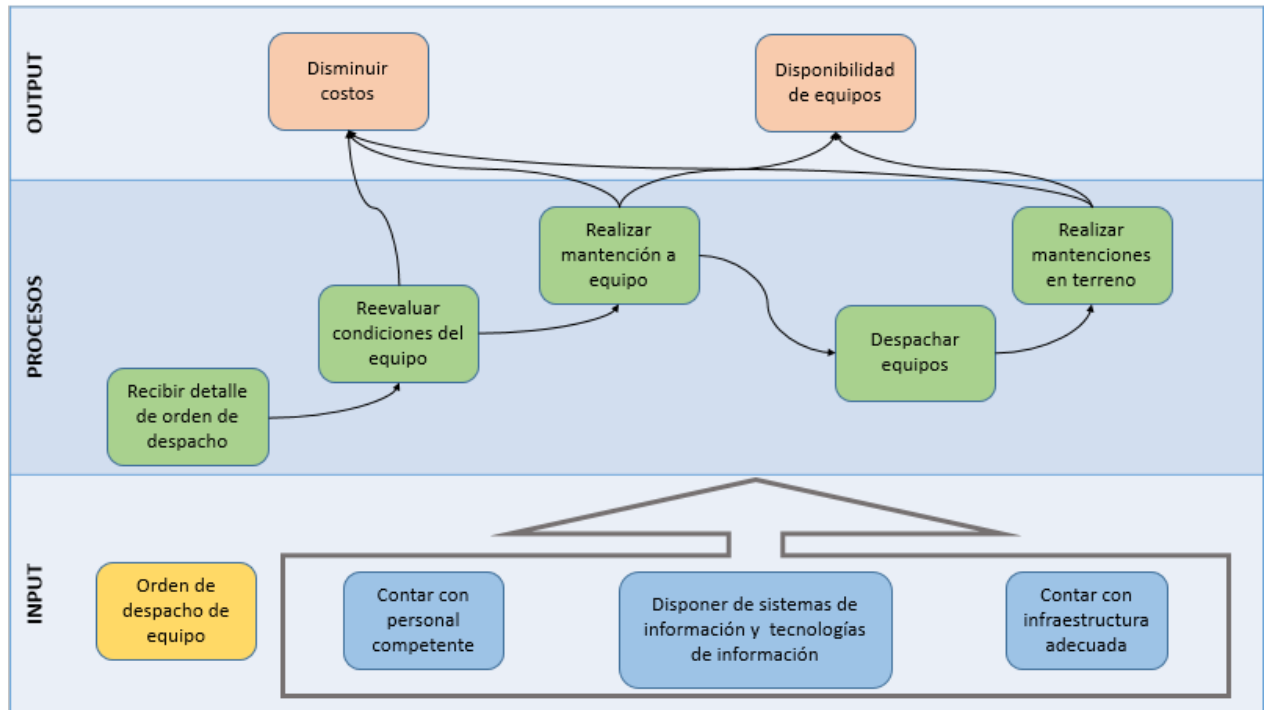 OUTPUT
Disminuir
costos
Disponibilidad
de equipos
PROCESOS
Realizar
mantención a
equipo
Realizar
mantenciones
en terreno
Reevaluar
condiciones del
equipo
Despachar
equipos
Recibir detalle
de orden de
despacho
INPUT
Orden de
despacho de
equipo
Contar con
personal
competente
Disponer de sistemas de
información y tecnologías
de información
Contar con
infraestructura
adecuada